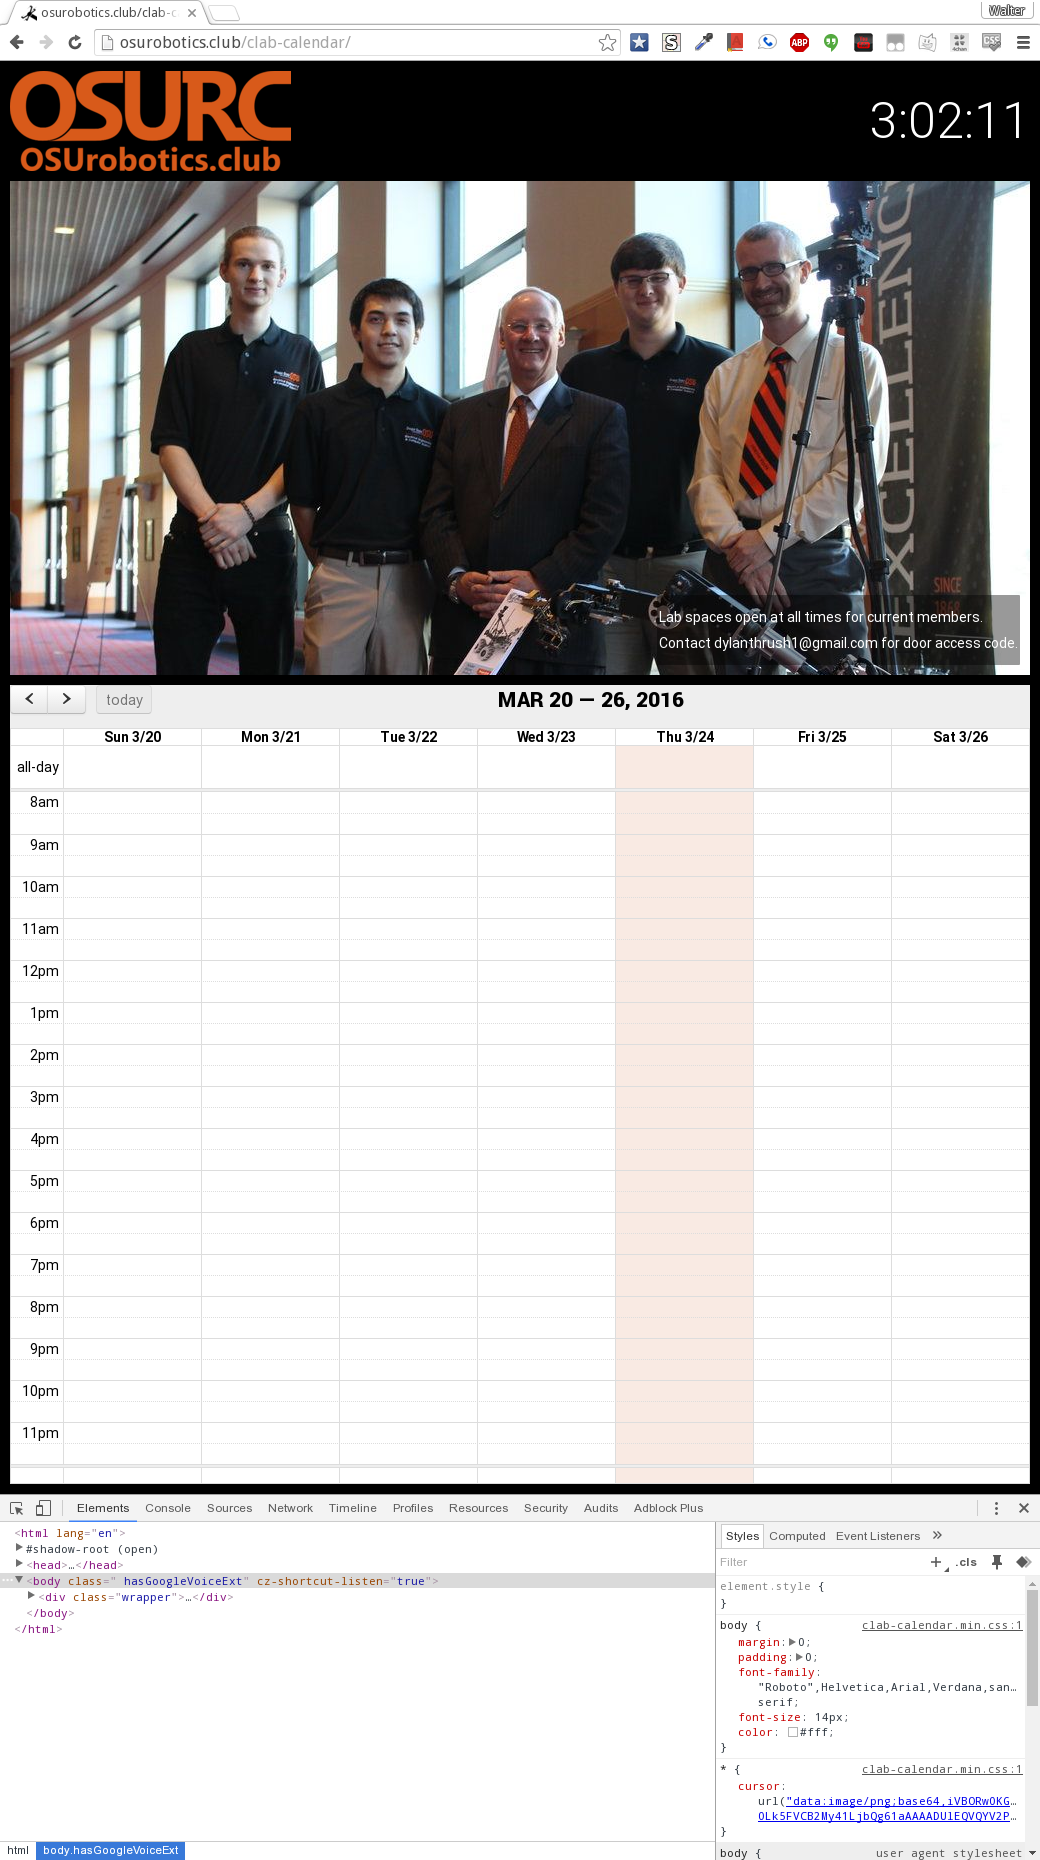 osurobotics.club/clab-c
Walter
osurobotics.club/clab-calendar/
OSURC
OSUrobotics.club
3:02:11
EXCELLENC
EXCELLENC
SINCE
1868
Lab spaces open at all times for current members.
Contact dylanthrush1@gmail.com for door access code.
today
MAR 20 — 26, 2016
Sun 3/20 Mon 3/21 Tue 3/22 Wed 3/23 Thu 3/24 Fri 3/25 Sat 3/26
all-day
8am
9am
10am
11am
12pm
1pm
2pm
3pm
4pm
5pm
6pm
7pm
8pm
9pm
10pm
11pm
Elements Console Sources Network Timeline Profiles Resources Security Audits Adblock Plus
<html lang="en">
#shadow-root (open)
<head>…</head>
<body class=" hasGoogleVoiceExt" cz-shortcut-listen="true">
<div class="wrapper">…</div>
</body>
</html>
html body.hasGoogleVoiceExt
Styles Computed Event Listeners »
Filter + .cls
element.style {
}
body { clab-calendar.min.css:1
margin: 0;
padding: 0;
font-family:
"Roboto",Helvetica,Arial,Verdana,san…
serif;
font-size: 14px;
color: #fff;
}
* { clab-calendar.min.css:1
cursor:
url("data:image/png;base64,iVBORw0KG…
0Lk5FVCB2My41LjbQg61aAAAADUlEQVQYV2P…
}
body { user agent stylesheet